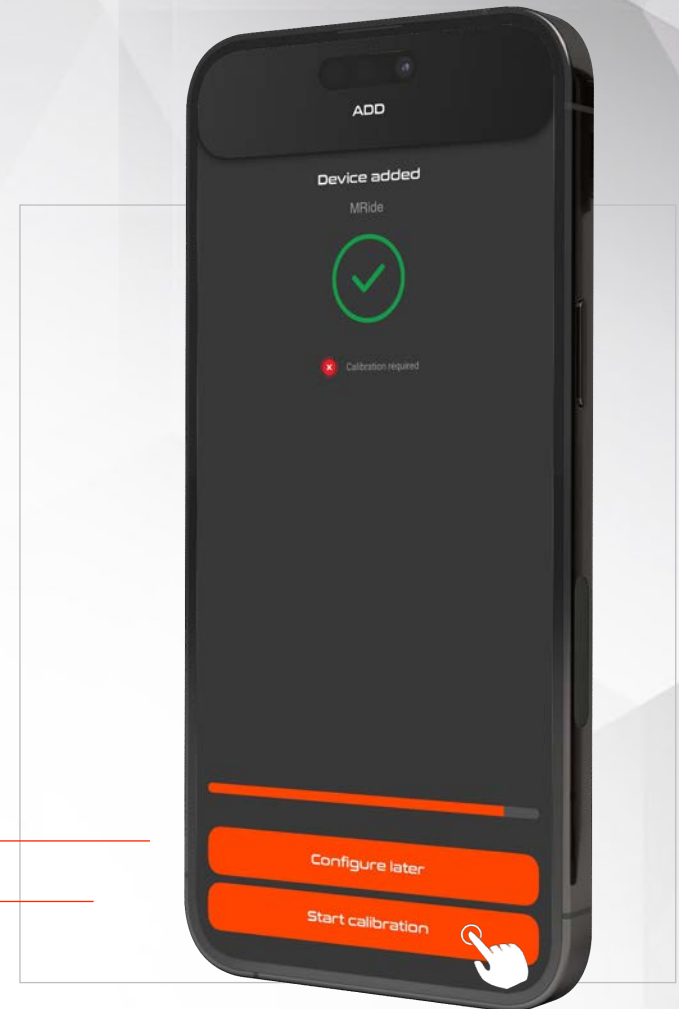 ADD
Device added
MRide
Calibration required
Configure later
Start calibration